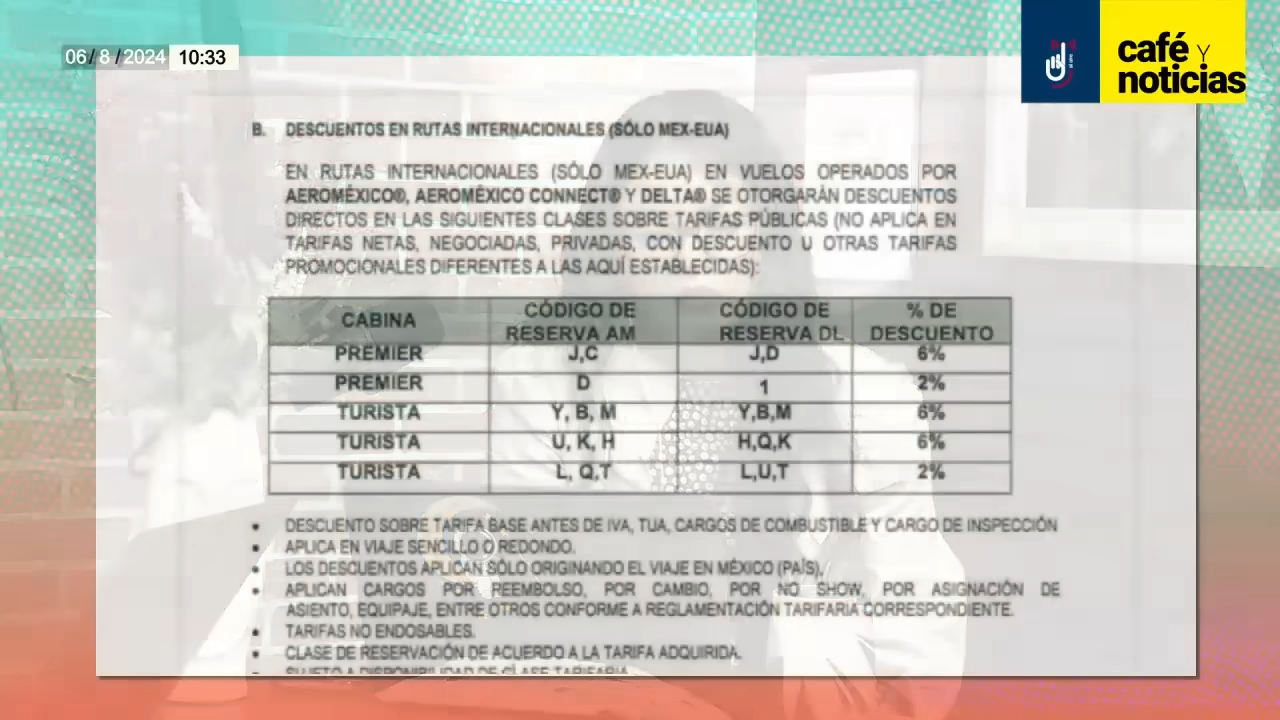 06/ 8 /2024 10:33
café Y
noticias
B. DESCUENTOS EN RUTAS INTERNACIONALES (SÓLO MEX-EUA)
EN RUTAS INTERNACIONALES (SÓLO MEX-EUA) EN VUELOS OPERADOS POR
AEROMÉXICO®, AEROMÉXICO CONNECT® Y DELTA® SE OTORGARÁN DESCUENTOS
DIRECTOS EN LAS SIGUIENTES CLASES SOBRE TARIFAS PÚBLICAS (NO APLICA EN
TARIFAS NETAS, NEGOCIADAS, PRIVADAS, CON DESCUENTO U OTRAS TARIFAS
PROMOCIONALES DIFERENTES A LAS AQUÍ ESTABLECIDAS):
CABINA CÓDIGO DE RESERVA AM CÓDIGO DE RESERVA DL % DE DESCUENTO
PREMIER J,C J,D 6%
PREMIER D 1 2%
TURISTA Y, B, M Y,B,M 6%
TURISTA U, K, H H,Q,K 6%
TURISTA L, Q,T L,U,T 2%
• DESCUENTO SOBRE TARIFA BASE ANTES DE IVA, TUA, CARGOS DE COMBUSTIBLE Y CARGO DE INSPECCIÓN
• APLICA EN VIAJE SENCILLO O REDONDO.
• LOS DESCUENTOS APLICAN SÓLO ORIGINANDO EL VIAJE EN MÉXICO (PAÍS),
• APLICAN CARGOS POR REEMBOLSO, POR CAMBIO, POR NO SHOW, POR ASIGNACIÓN DE
ASIENTO, EQUIPAJE, ENTRE OTROS CONFORME A REGLAMENTACIÓN TARIFARIA CORRESPONDIENTE.
• TARIFAS NO ENDOSABLES.
• CLASE DE RESERVACIÓN DE ACUERDO A LA TARIFA ADQUIRIDA.
• SUJETO A DISPONIBILIDAD DE CLASE TARIFARIA